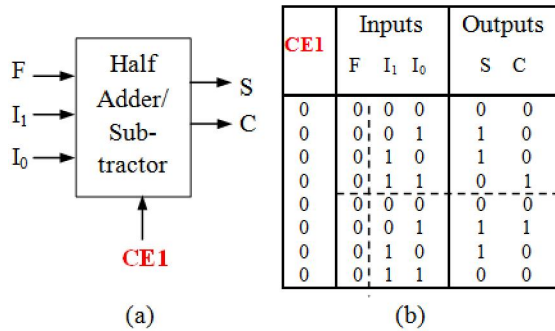 F
I₁
I₀
Half
Adder/
Sub-
tractor
S
C
CE1
(a)
CE1 Inputs Outputs
F I₁ I₀ S C
0 0 0 0 0 0
0 0 0 1 1 0
0 0 1 0 1 0
0 0 1 1 0 1
0 0 0 0 0 0
0 0 0 1 1 1
0 0 1 0 1 0
0 0 1 1 0 0
(b)